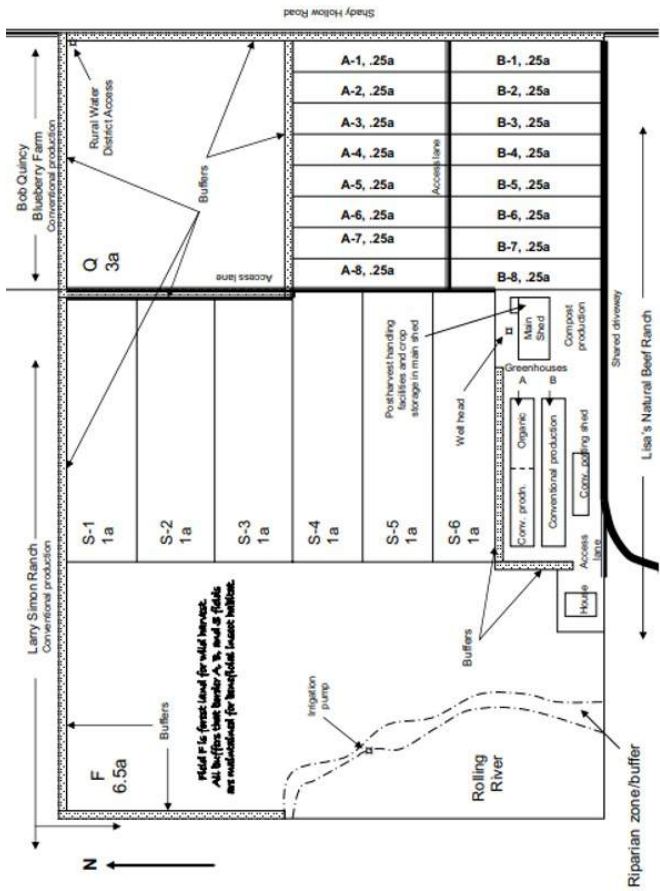 Shady Hollow Road
Bob Quincy
Blueberry Farm
Conventional production
Rural Water
District Access
Buffers
Q
3a
Access lane
A-1, .25a
A-2, .25a
A-3, .25a
A-4, .25a
A-5, .25a
A-6, .25a
A-7, .25a
A-8, .25a
Access lane
B-1, .25a
B-2, .25a
B-3, .25a
B-4, .25a
B-5, .25a
B-6, .25a
B-7, .25a
B-8, .25a
Larry Simon Ranch
Conventional production
S-1
1a
S-2
1a
S-3
1a
S-4
1a
S-5
1a
S-6
1a
Postharvest handling
facilities and crop
storage in main shed
Well head
Main
Shed
Compost
production
Greenhouses
A
B
Conv. prodn.
Organic
Conventional production
Conv. potting shed
Access
lane
House
Shared driveway
Lisa's Natural Beef Ranch
Buffers
Field F is forest land for wild harvest.
All buffers that border A, B, and S fields
are maintained for beneficial insect habitat.
Buffers
F
6.5a
Irrigation
pump
Rolling
River
Riparian zone/buffer
N